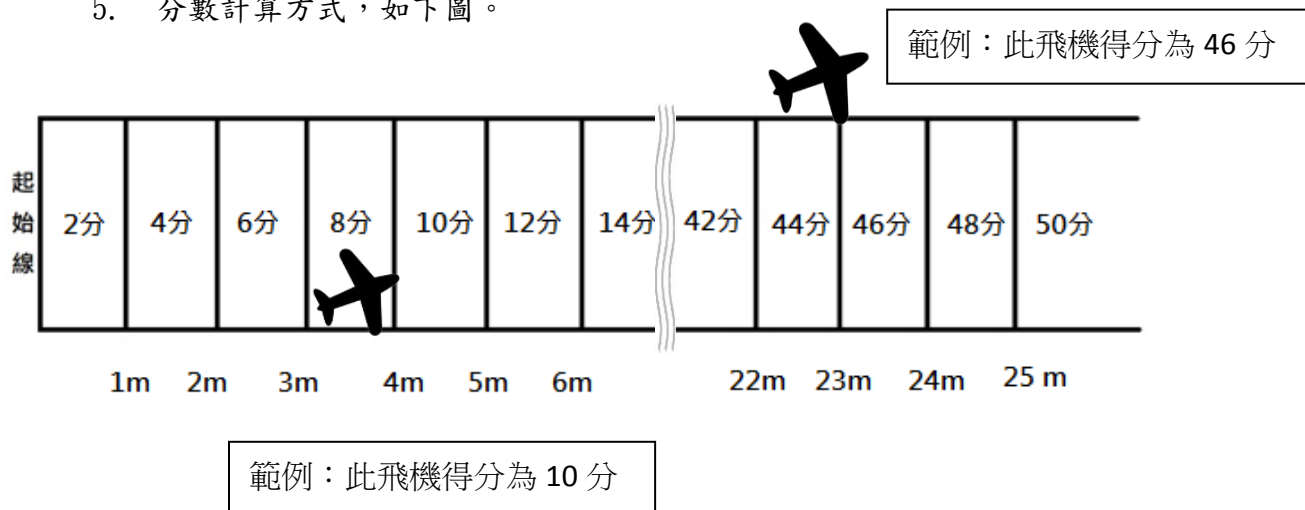 5. 分數計算方式，如下圖。
範例：此飛機得分為 46 分
起始線
2分 4分 6分 8分 10分 12分 14分 42分 44分 46分 48分 50分
1m 2m 3m 4m 5m 6m 22m 23m 24m 25 m
範例：此飛機得分為 10 分